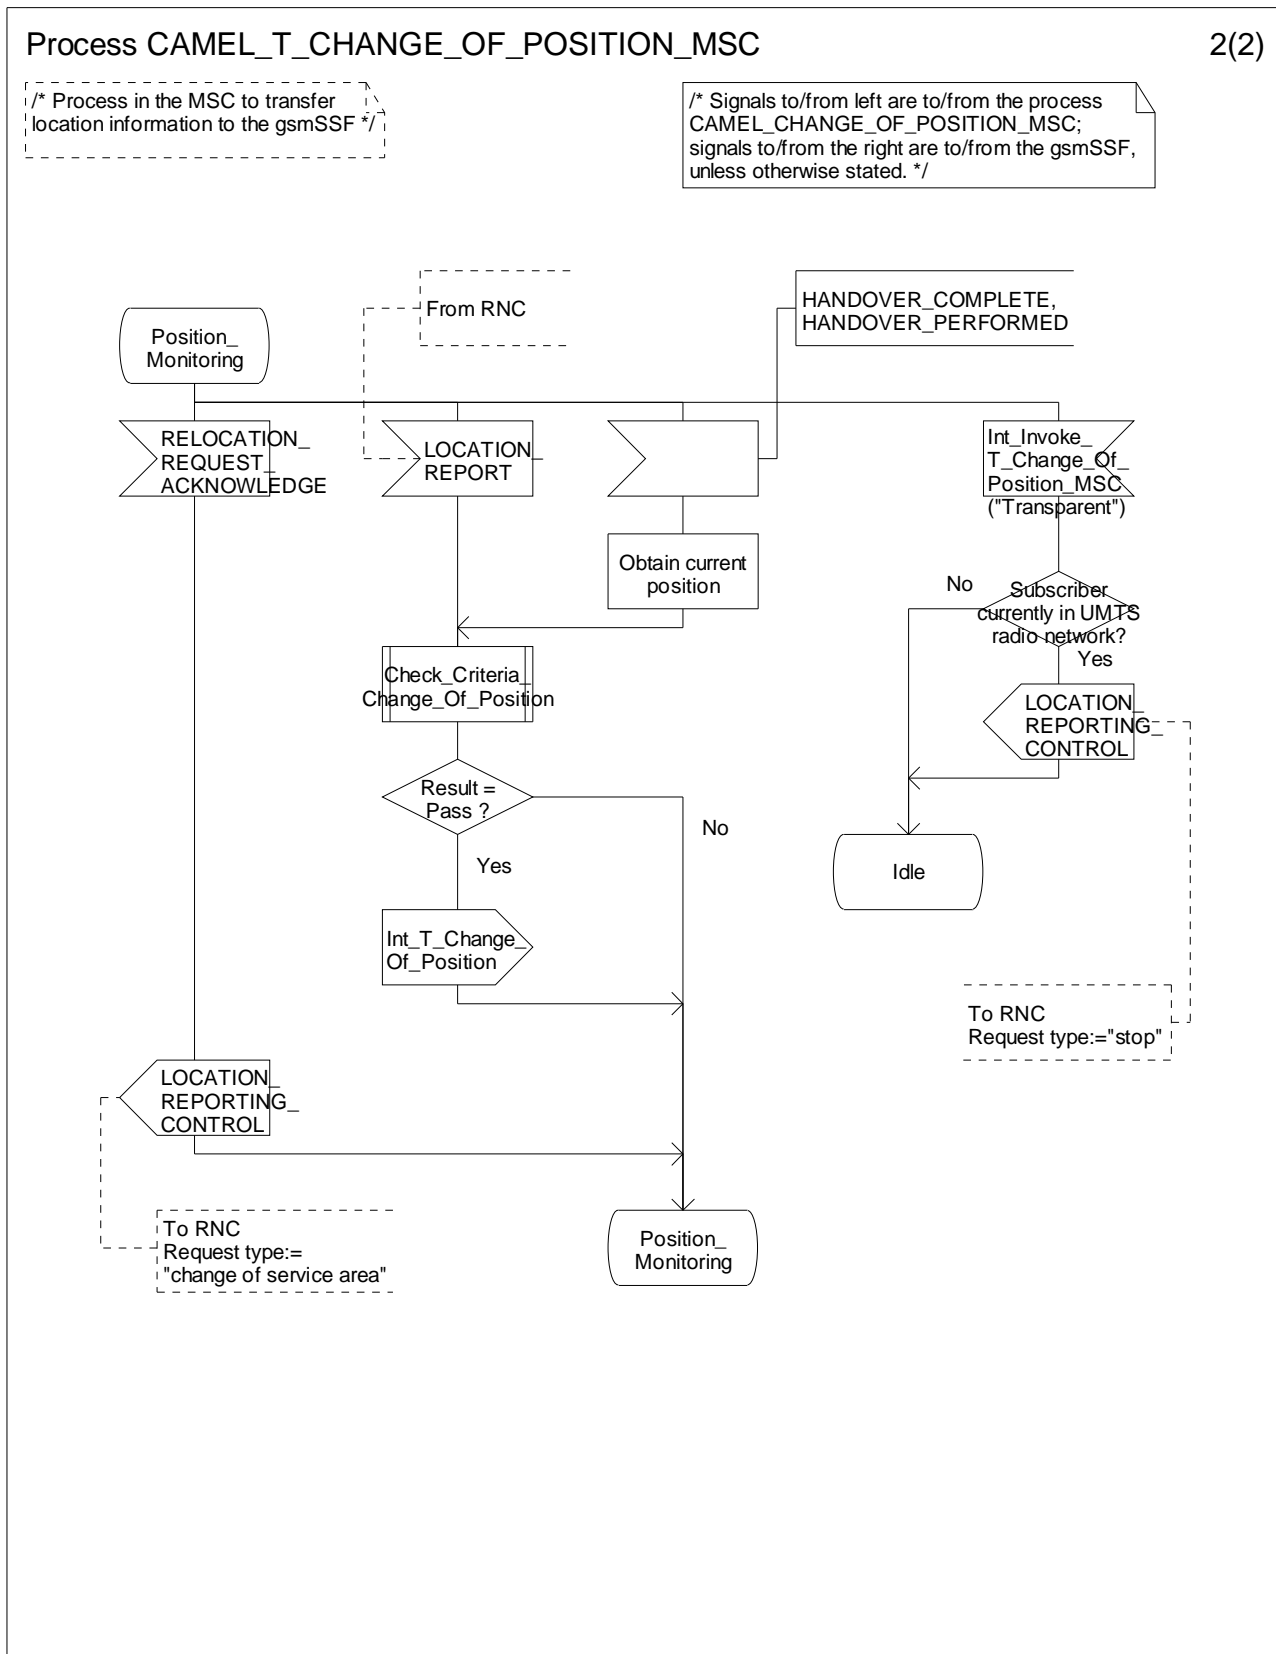 Process CAMEL_T_CHANGE_OF_POSITION_MSC
2(2)
/* Process in the MSC to transfer
location information to the gsmSSF */
/* Signals to/from left are to/from the process
CAMEL_CHANGE_OF_POSITION_MSC;
signals to/from the right are to/from the gsmSSF,
unless otherwise stated. */
From RNC
HANDOVER_COMPLETE,
HANDOVER_PERFORMED
Position_
Monitoring
RELOCATION_
REQUEST_
ACKNOWLEDGE
LOCATION_
REPORT
Int_Invoke_
T_Change_Of_
Position_MSC
("Transparent")
Obtain current
position
No
Subscriber
currently in UMTS
radio network?
Yes
Check_Criteria_
Change_Of_Position
LOCATION_
REPORTING_
CONTROL
Result =
Pass ?
No
Yes
Idle
Int_T_Change_
Of_Position
To RNC
Request type:="stop"
LOCATION_
REPORTING_
CONTROL
To RNC
Request type:=
"change of service area"
Position_
Monitoring